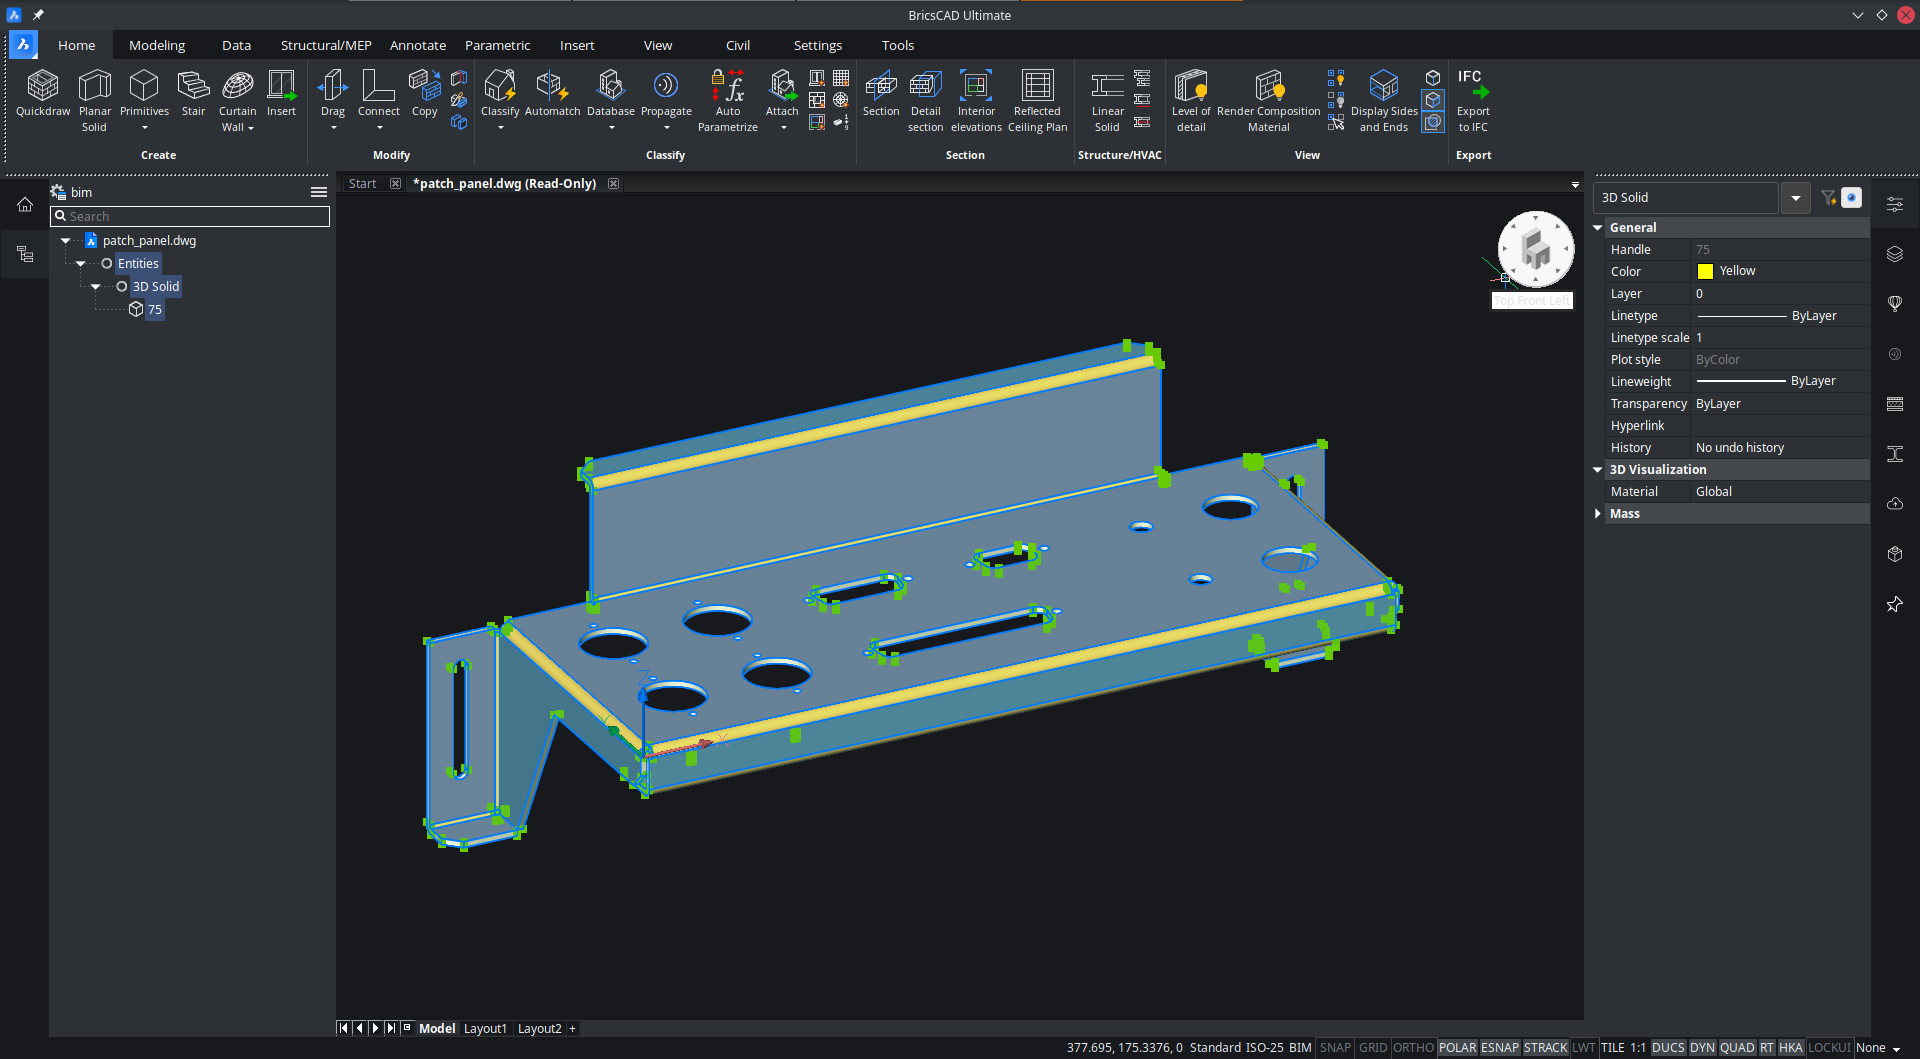 BricsCAD Ultimate
Home Modeling Data Structural/MEP Annotate Parametric Insert View Civil Settings Tools
Quickdraw
Planar
Solid
Primitives
Stair
Curtain
Wall
Insert
Create
Drag
Connect
Copy
Modify
Classify
Automatch
Database
Propagate
Auto
Parametrize
Attach
Classify
Section
Detail
section
Interior
elevations
Reflected
Ceiling Plan
Section
Linear
Solid
Structure/HVAC
Level of
detail
Render Composition
Material
Display Sides
and Ends
View
IFC
Export
to IFC
Export
bim
Search
patch_panel.dwg
Entities
3D Solid
75
Start
*patch_panel.dwg (Read-Only)
Top Front Left
Z
X
3D Solid
General
Handle 75
Color Yellow
Layer 0
Linetype ByLayer
Linetype scale 1
Plot style ByColor
Lineweight ByLayer
Transparency ByLayer
Hyperlink
History No undo history
3D Visualization
Material Global
Mass
Model Layout1 Layout2 +
377.695, 175.3376, 0 Standard ISO-25 BIM SNAP GRID ORTHO POLAR ESNAP STRACK LWT TILE 1:1 DUCS DYN QUAD RT HKA LOCKUI None